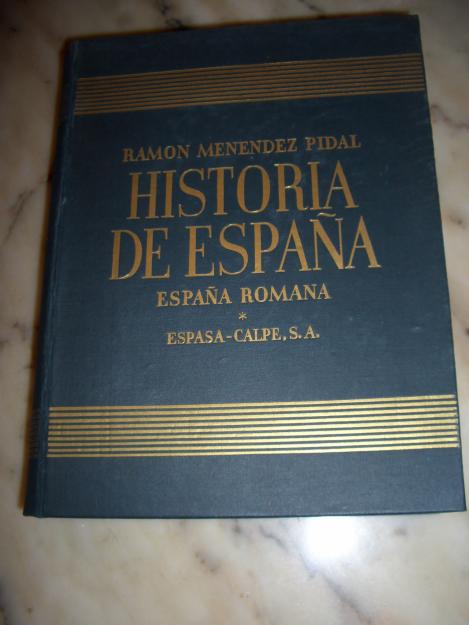 RAMON MENENDEZ PIDAL
HISTORIA
DE ESPAÑA
ESPAÑA ROMANA
*
ESPASA-CALPE, S.A.